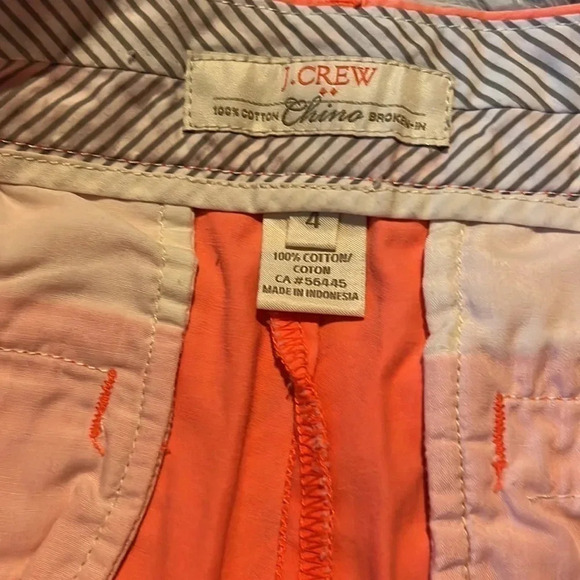 J.CREW
100% COTTON Chino BROKEN-IN
4
100% COTTON/
COTON
CA #56445
MADE IN INDONESIA